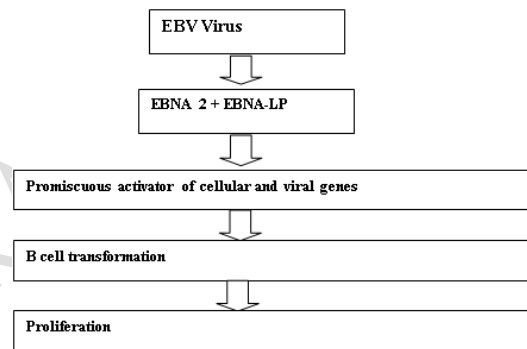 EBV Virus
EBNA 2 + EBNA-LP
Promiscuous activator of cellular and viral genes
B cell transformation
Proliferation